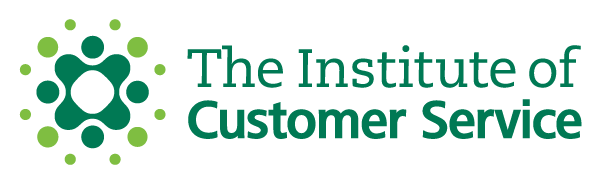 The Institute of
Customer Service